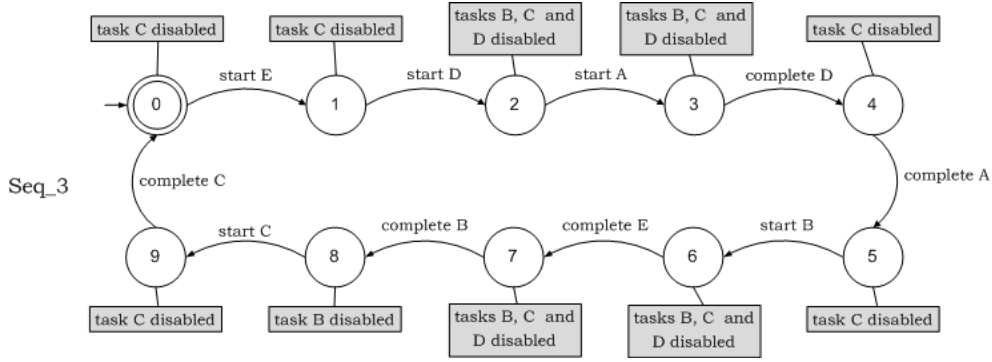 task C disabled
task C disabled
tasks B, C and
D disabled
tasks B, C and
D disabled
task C disabled
start E
start D
start A
complete D
0
1
2
3
4
Seq_3
complete C
complete A
start C
complete B
complete E
start B
9
8
7
6
5
task C disabled
task B disabled
tasks B, C and
D disabled
tasks B, C and
D disabled
task C disabled